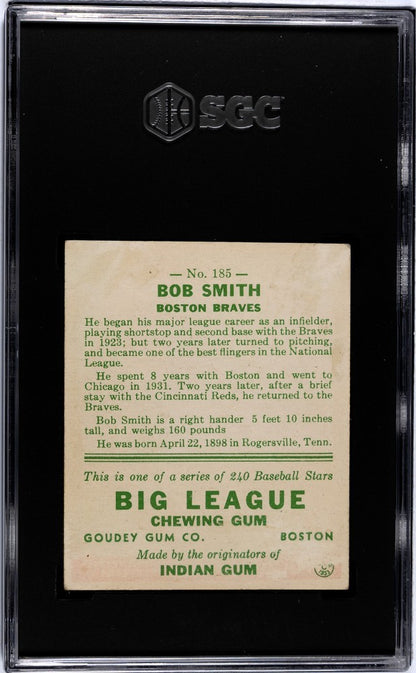 SGC
— No. 185 —
BOB SMITH
BOSTON BRAVES
He began his major league career as an infielder,
playing shortstop and second base with the Braves
in 1923; but two years later turned to pitching,
and became one of the best flingers in the National
League.
He spent 8 years with Boston and went to
Chicago in 1931. Two years later, after a brief
stay with the Cincinnati Reds, he returned to the
Braves.
Bob Smith is a right hander 5 feet 10 inches
tall, and weighs 160 pounds
He was born April 22, 1898 in Rogersville, Tenn.
This is one of a series of 240 Baseball Stars
BIG LEAGUE
CHEWING GUM
GOUDEY GUM CO. BOSTON
Made by the originators of
INDIAN GUM